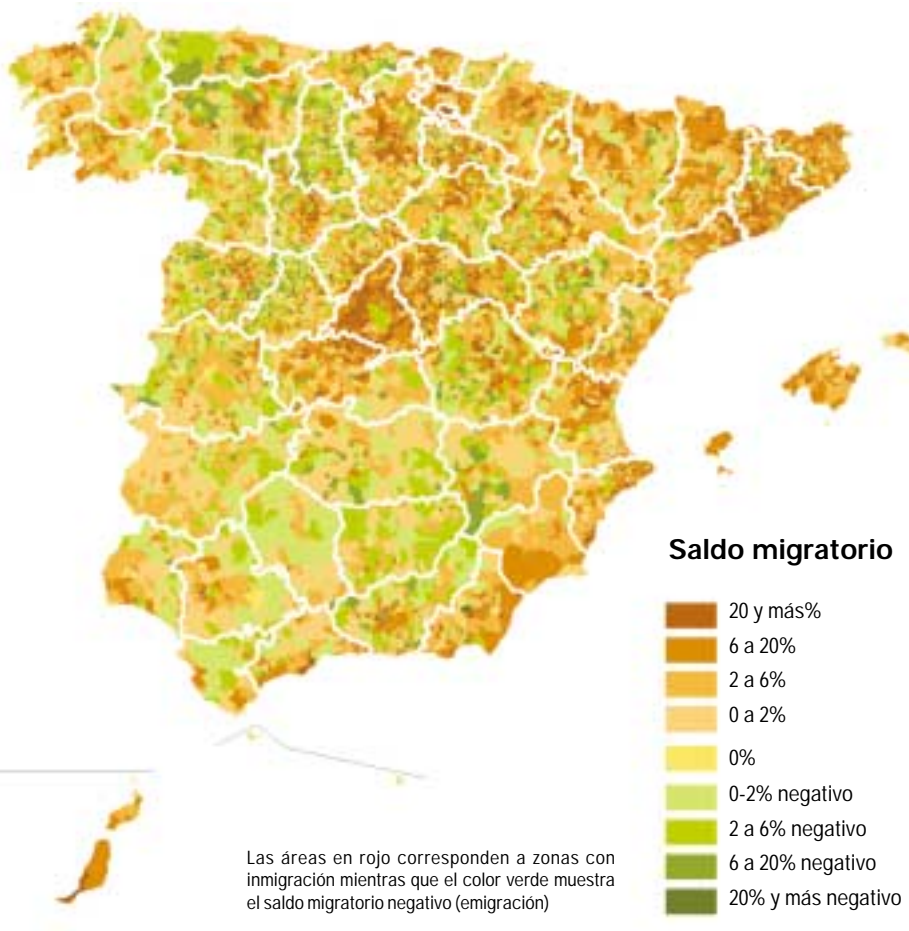 Saldo migratorio
20 y más%
6 a 20%
2 a 6%
0 a 2%
0%
0-2% negativo
2 a 6% negativo
6 a 20% negativo
20% y más negativo
Las áreas en rojo corresponden a zonas con
inmigración mientras que el color verde muestra
el saldo migratorio negativo (emigración)